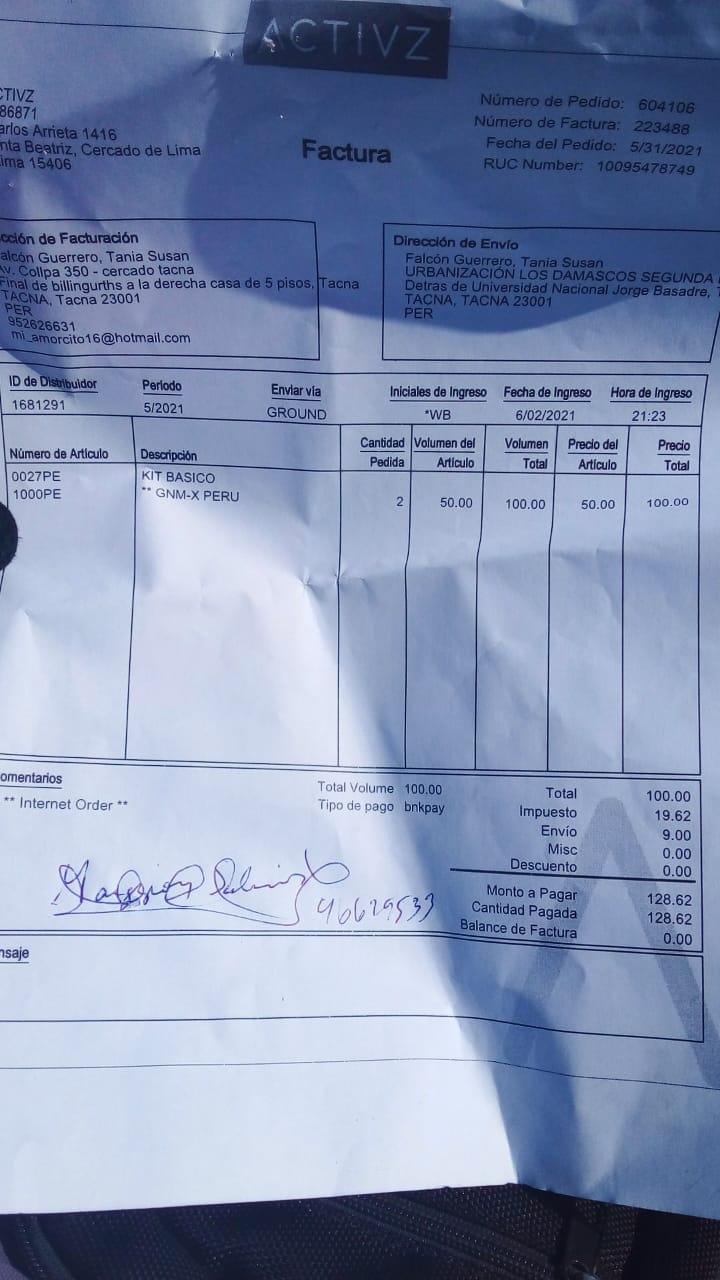 ACTIVZ
CTIVZ
86871
arlos Arrieta 1416
nta Beatriz, Cercado de Lima
ima 15406
Factura
Número de Pedido: 604106
Número de Factura: 223488
Fecha del Pedido: 5/31/2021
RUC Number: 10095478749
cción de Facturación
alcón Guerrero, Tania Susan
Av. Collpa 350 - cercado tacna
Final de billingurths a la derecha casa de 5 pisos, Tacna
TACNA, Tacna 23001
PER
952626631
mi_amorcito16@hotmail.com
Dirección de Envío
Falcón Guerrero, Tania Susan
URBANIZACIÓN LOS DAMASCOS SEGUNDA
Detras de Universidad Nacional Jorge Basadre,
TACNA, TACNA 23001
PER
ID de Distribuidor Periodo Enviar vía Iniciales de Ingreso Fecha de Ingreso Hora de Ingreso
1681291 5/2021 GROUND *WB 6/02/2021 21:23
Número de Articulo Descripción Cantidad Pedida Volumen del Articulo Volumen Total Precio del Articulo Precio Total
0027PE KIT BASICO
1000PE ** GNM-X PERU 2 50.00 100.00 50.00 100.00
omentarios
** Internet Order **
Total Volume 100.00
Tipo de pago bnkpay
Total 100.00
Impuesto 19.62
Envío 9.00
Misc 0.00
Descuento 0.00
Monto a Pagar 128.62
Cantidad Pagada 128.62
Balance de Factura 0.00
40629533
nsaje